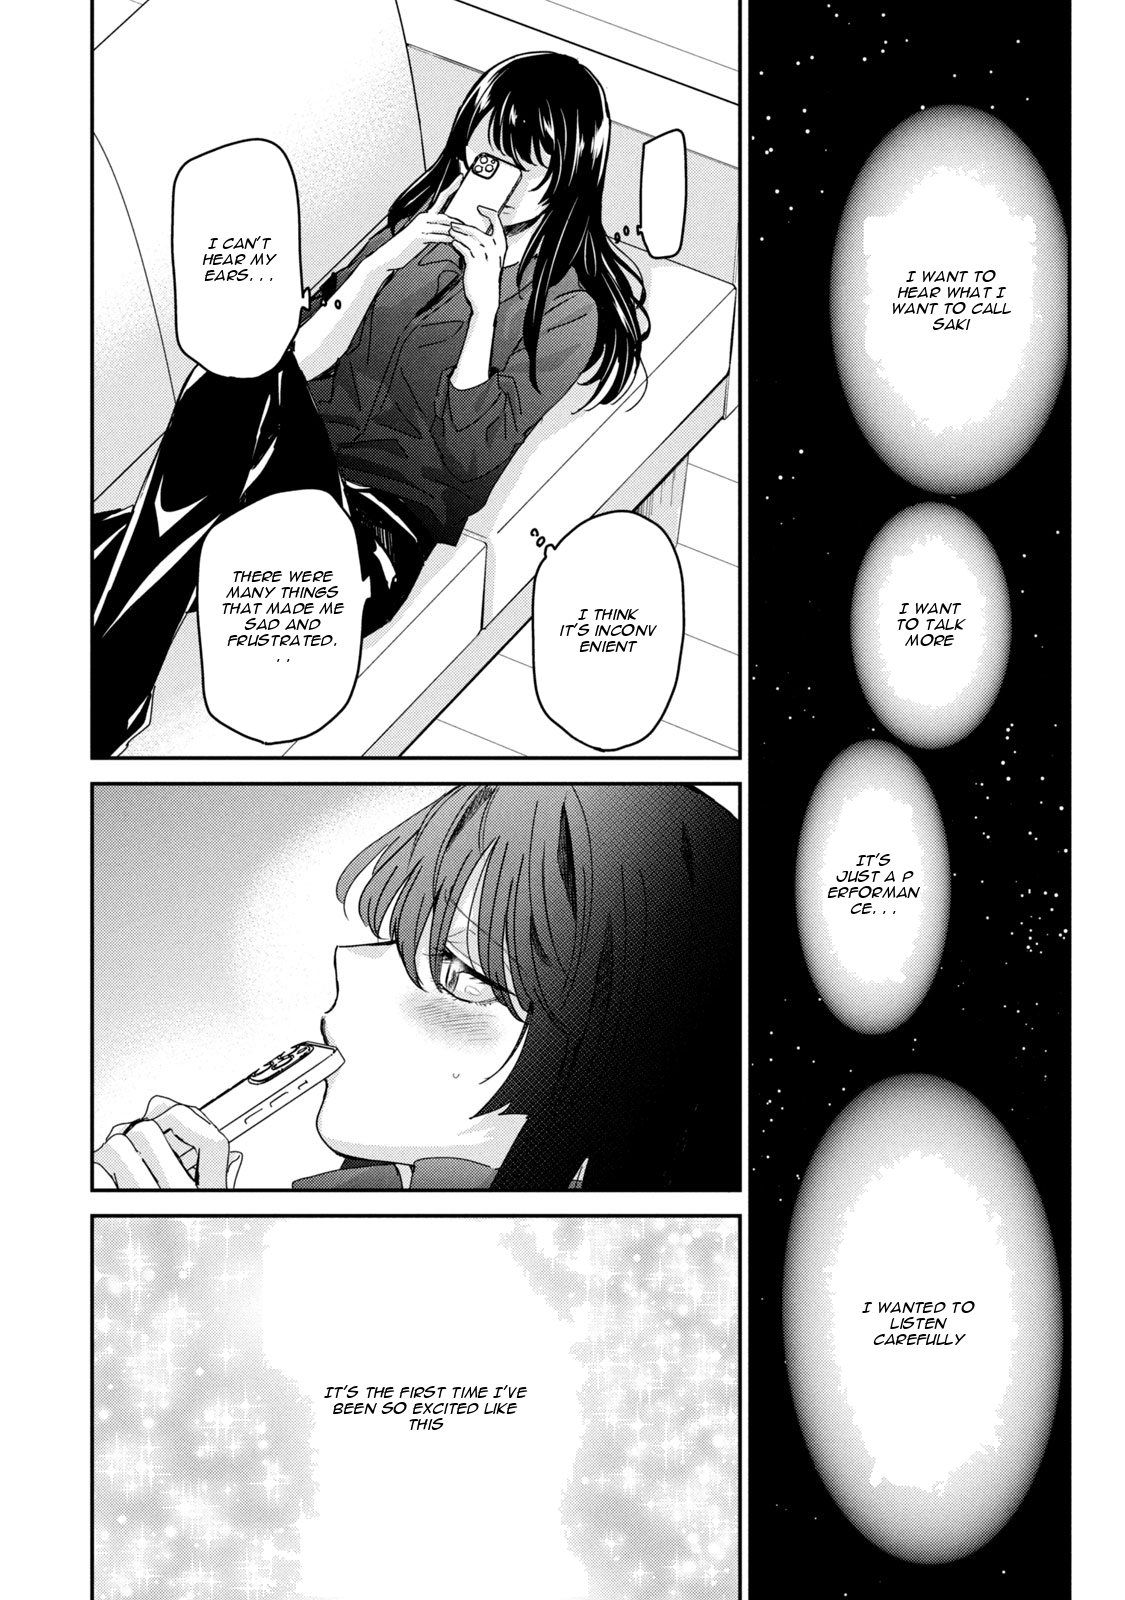 I WANT TO
HEAR WHAT I
WANT TO CALL
SAKI
I WANT
TO TALK
MORE
IT'S
JUST A P
ERFORMAN
CE...
I WANTED TO
LISTEN
CAREFULLY
I CAN'T
HEAR MY
EARS...
I THINK
IT'S INCONV
ENIENT
THERE WERE
MANY THINGS
THAT MADE ME
SAD AND
FRUSTRATED.
..
IT'S THE FIRST TIME I'VE
BEEN SO EXCITED LIKE
THIS